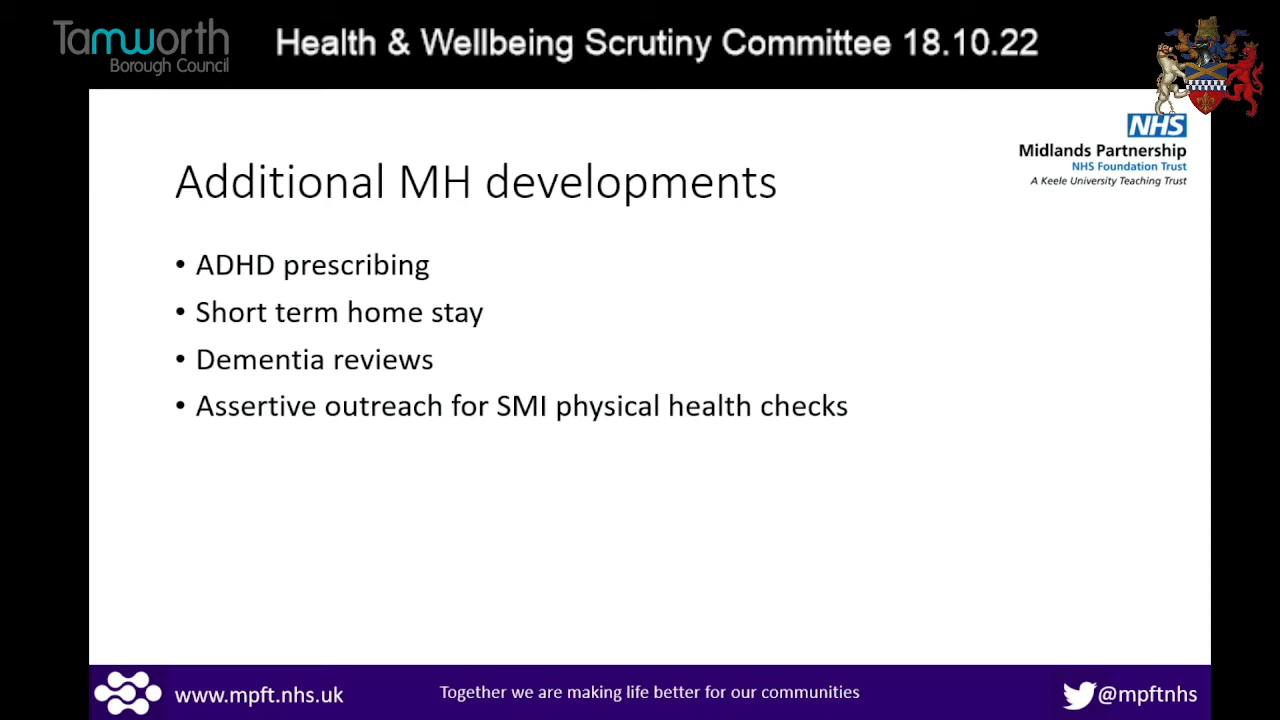 Tamworth
Borough Council
Health & Wellbeing Scrutiny Committee 18.10.22
NHS
Midlands Partnership
NHS Foundation Trust
A Keele University Teaching Trust
Additional MH developments
• ADHD prescribing
• Short term home stay
• Dementia reviews
• Assertive outreach for SMI physical health checks
www.mpft.nhs.uk
Together we are making life better for our communities
@mpftnhs